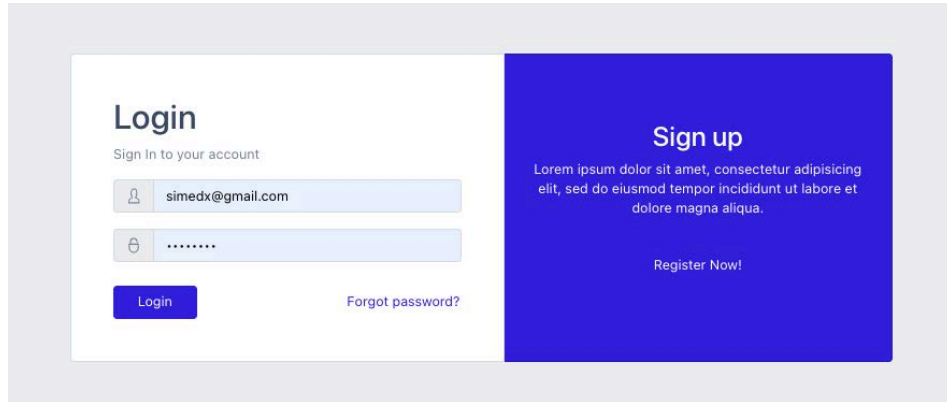 Login
Sign In to your account
simedx@gmail.com
••••••••
Login
Forgot password?
Sign up
Lorem ipsum dolor sit amet, consectetur adipisicing
elit, sed do eiusmod tempor incididunt ut labore et
dolore magna aliqua.
Register Now!